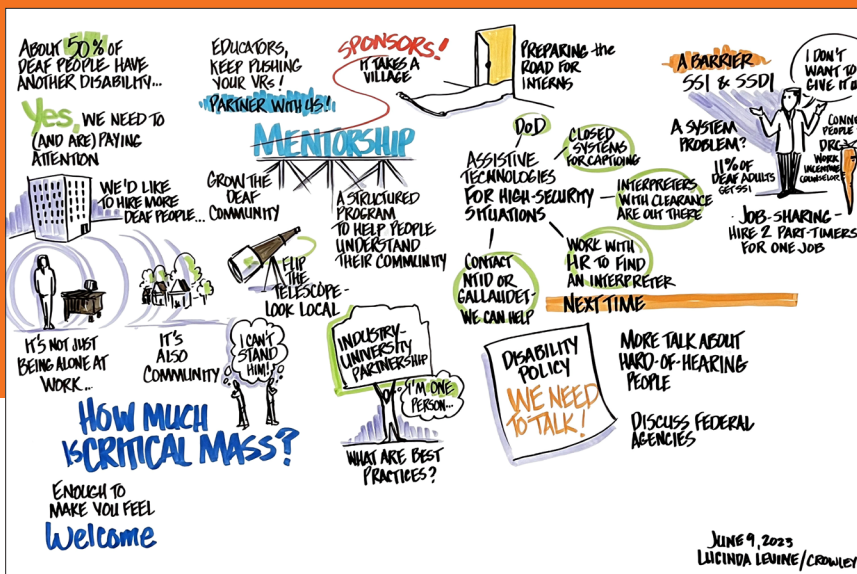 ABOUT 50% OF
DEAF PEOPLE HAVE
ANOTHER DISABILITY...
Yes, WE NEED TO
(AND ARE) PAYING
ATTENTION
WE'D LIKE
TO HIRE MORE
DEAF PEOPLE...
IT'S NOT JUST
BEING ALONE AT
WORK...
IT'S
ALSO
COMMUNITY
I CAN'T
STAND
HIM!
HOW MUCH
IS CRITICAL MASS?
ENOUGH TO
MAKE YOU FEEL
Welcome
EDUCATORS,
KEEP PUSHING
YOUR VRs!
PARTNER WITH US!
SPONSORS!
IT TAKES A
VILLAGE
MENTORSHIP
GROW THE
DEAF
COMMUNITY
A STRUCTURED
PROGRAM
TO HELP PEOPLE
UNDERSTAND
THEIR COMMUNITY
FLIP
THE
TELESCOPE-
LOOK LOCAL
INDUSTRY-
UNIVERSITY
PARTNERSHIP
I'M ONE
PERSON...
WHAT ARE BEST
PRACTICES?
PREPARING the
ROAD FOR
INTERNS
DoD
ASSISTIVE
TECHNOLOGIES
FOR HIGH-SECURITY
SITUATIONS
CLOSED
SYSTEMS
FOR CAPTIONING
INTERPRETERS
WITH CLEARANCE
ARE OUT THERE
WORK WITH
HR TO FIND
AN INTERPRETER
CONTACT
NTID OR
GALLAUDET-
WE CAN HELP
A BARRIER
SSI & SSDI
I DON'T
WANT TO
GIVE IT
A SYSTEM
PROBLEM?
11% OF
DEAF ADULTS
GET SSI
PEOPLE
WORK
INCENTIVE
COUNSELOR
JOB-SHARING-
HIRE 2 PART-TIMERS
FOR ONE JOB
NEXT TIME
DISABILITY
POLICY
WE NEED
TO TALK!
MORE TALK ABOUT
HARD-OF-HEARING
PEOPLE
DISCUSS FEDERAL
AGENCIES
JUNE 9, 2023
LUCINDA LEVINE/CROWLEY